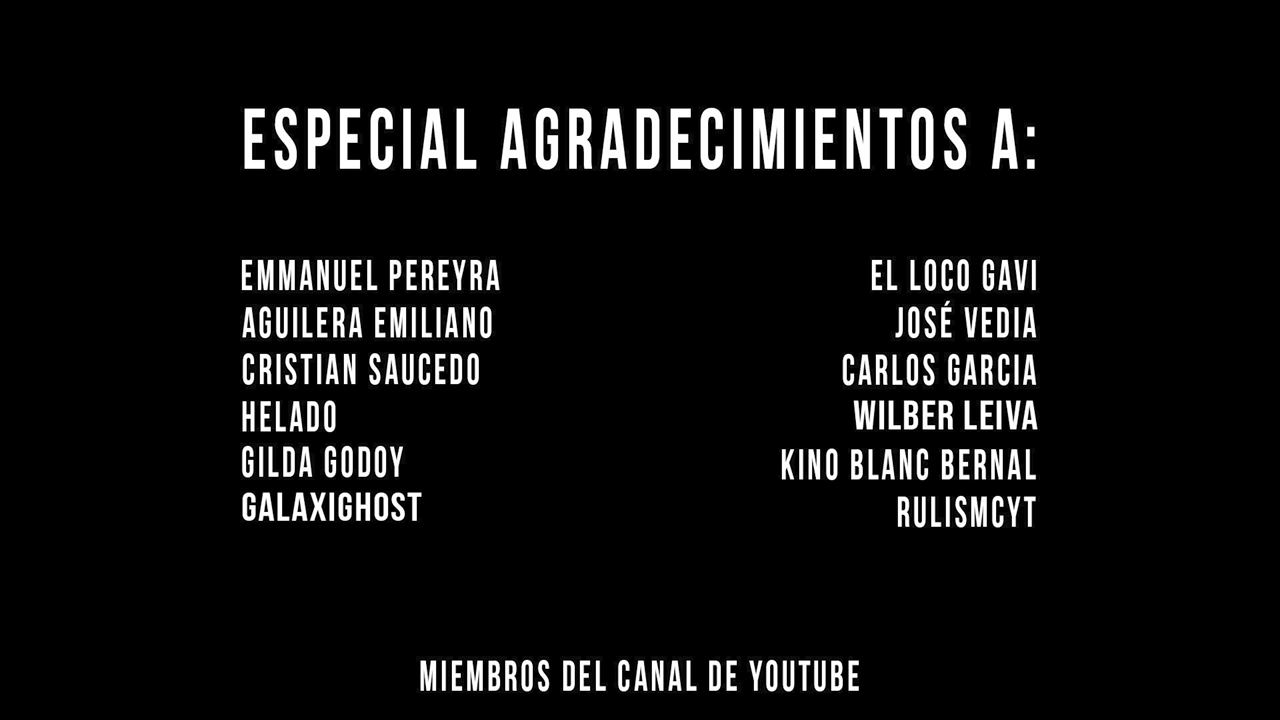 ESPECIAL AGRADECIMIENTOS A:
EMMANUEL PEREYRA
AGUILERA EMILIANO
CRISTIAN SAUCEDO
HELADO
GILDA GODOY
GALAXIGHOST
EL LOCO GAVI
JOSÉ VEDIA
CARLOS GARCIA
WILBER LEIVA
KINO BLANC BERNAL
RULISMCYT
MIEMBROS DEL CANAL DE YOUTUBE